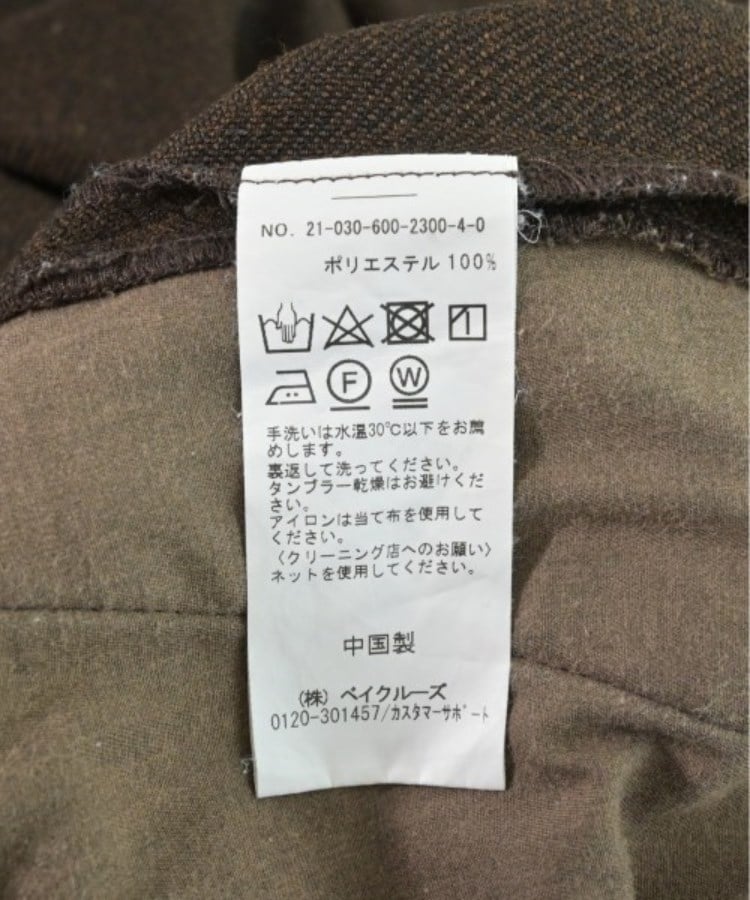 NO. 21-030-600-2300-4-0
ポリエステル 100%
F W
手洗いは水温30℃以下をお薦
めします。
裏返して洗ってください。
タンブラー乾燥はお避けくだ
さい。
アイロンは当て布を使用して
ください。
〈クリーニング店へのお願い〉
ネットを使用してください。
中国製
(株) ベイクルーズ
0120-301457/カスタマーサポート